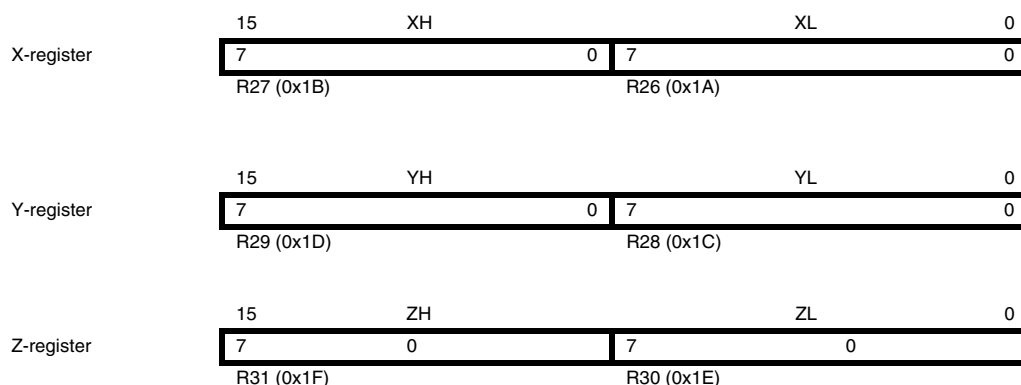 15 XH XL 0
X-register 7 0 7 0
R27 (0x1B) R26 (0x1A)
15 YH YL 0
Y-register 7 0 7 0
R29 (0x1D) R28 (0x1C)
15 ZH ZL 0
Z-register 7 0 7 0
R31 (0x1F) R30 (0x1E)